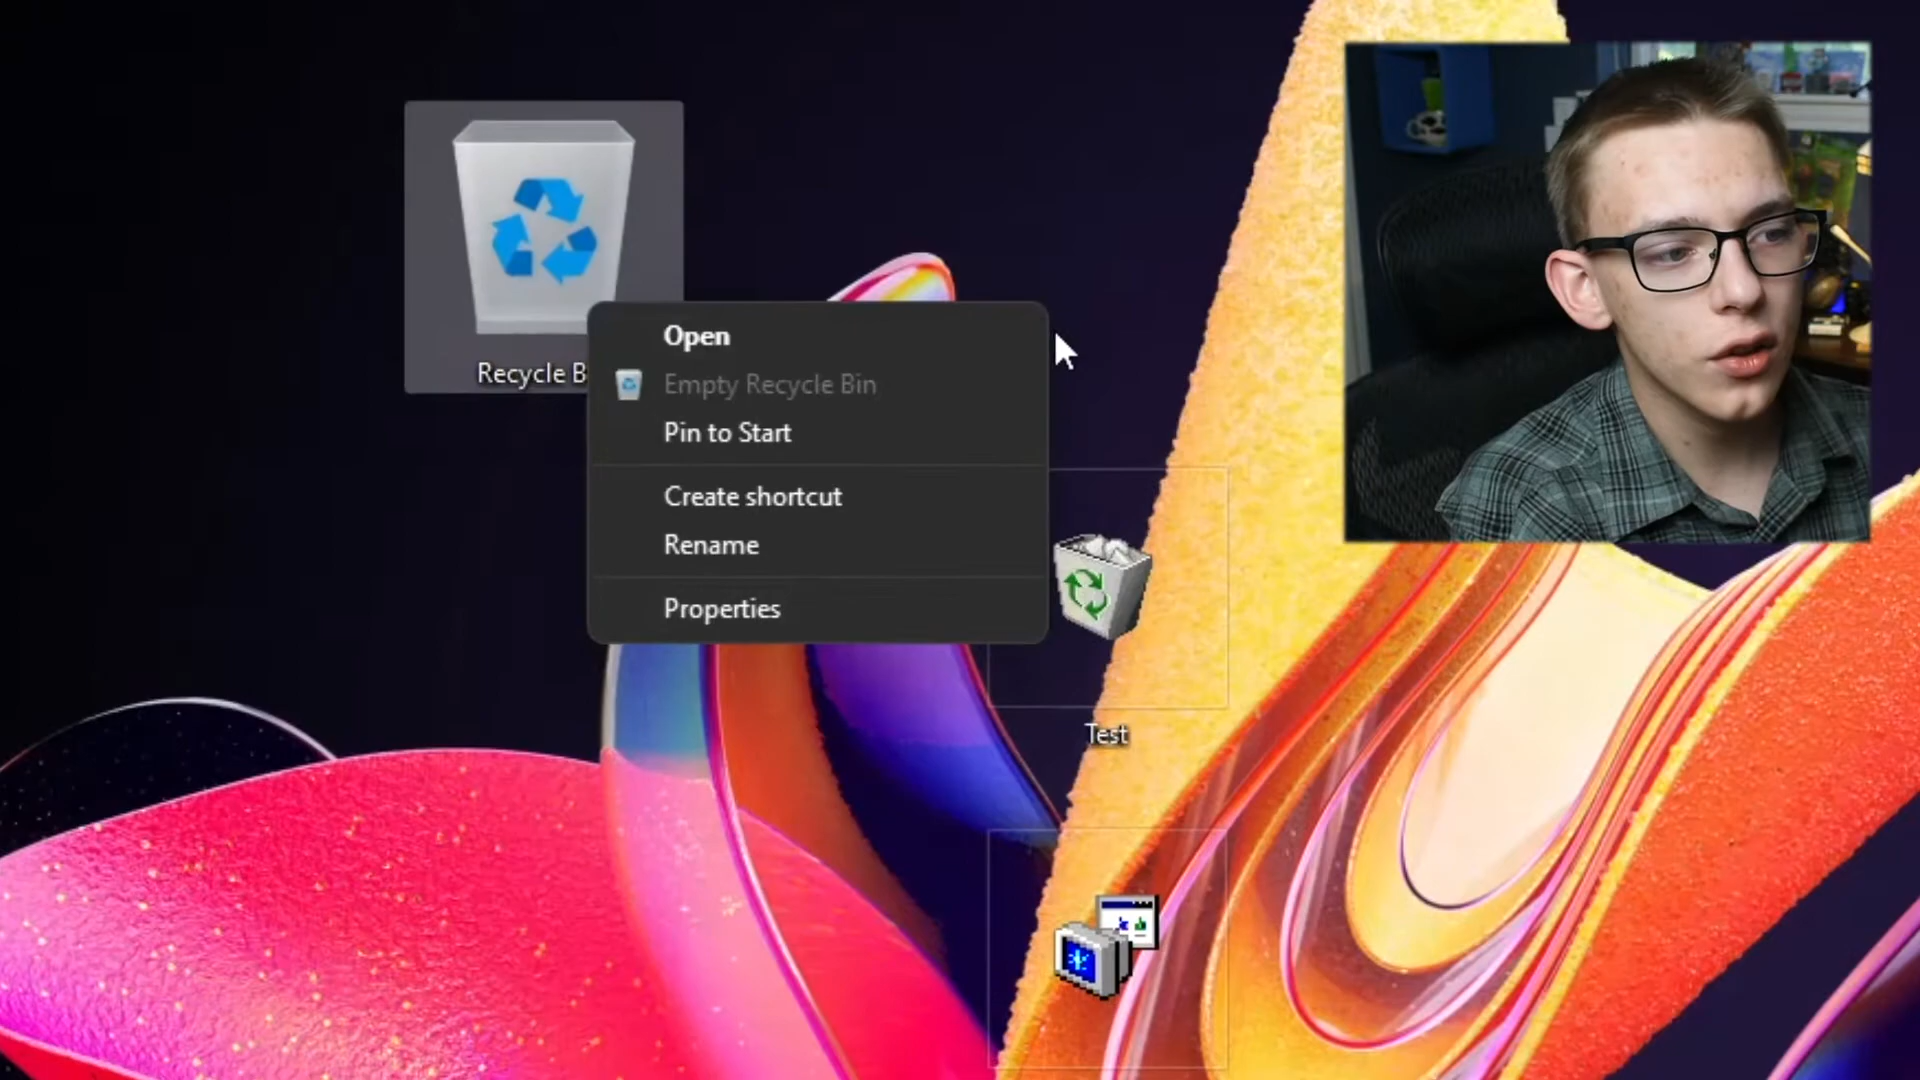 Recycle B
Open
Empty Recycle Bin
Pin to Start
Create shortcut
Rename
Properties
Test